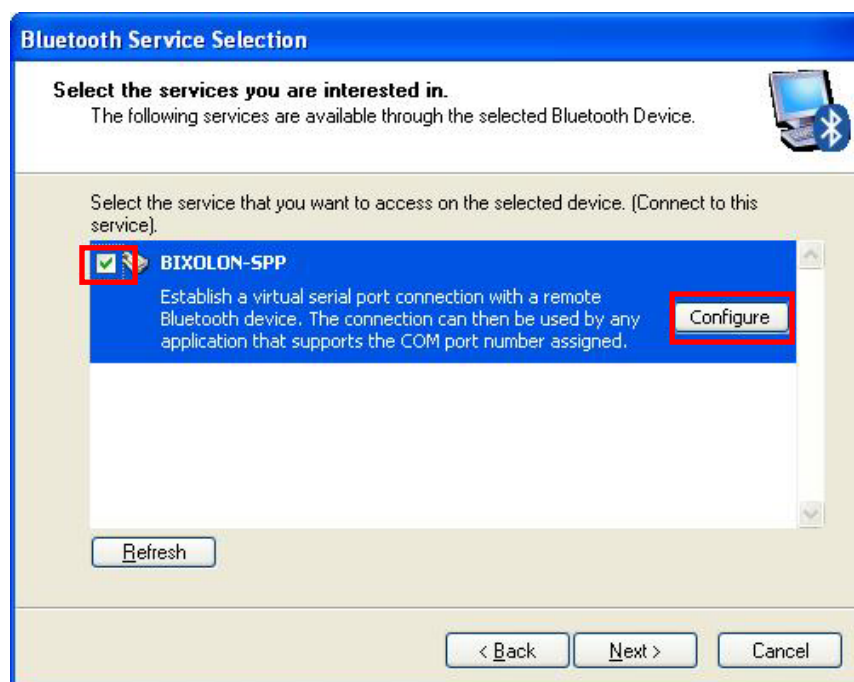 Bluetooth Service Selection
Select the services you are interested in.
The following services are available through the selected Bluetooth Device.
Select the service that you want to access on the selected device. (Connect to this
service).
BIXOLON-SPP
Establish a virtual serial port connection with a remote
Bluetooth device. The connection can then be used by any
application that supports the COM port number assigned.
Configure
Refresh
< Back
Next >
Cancel